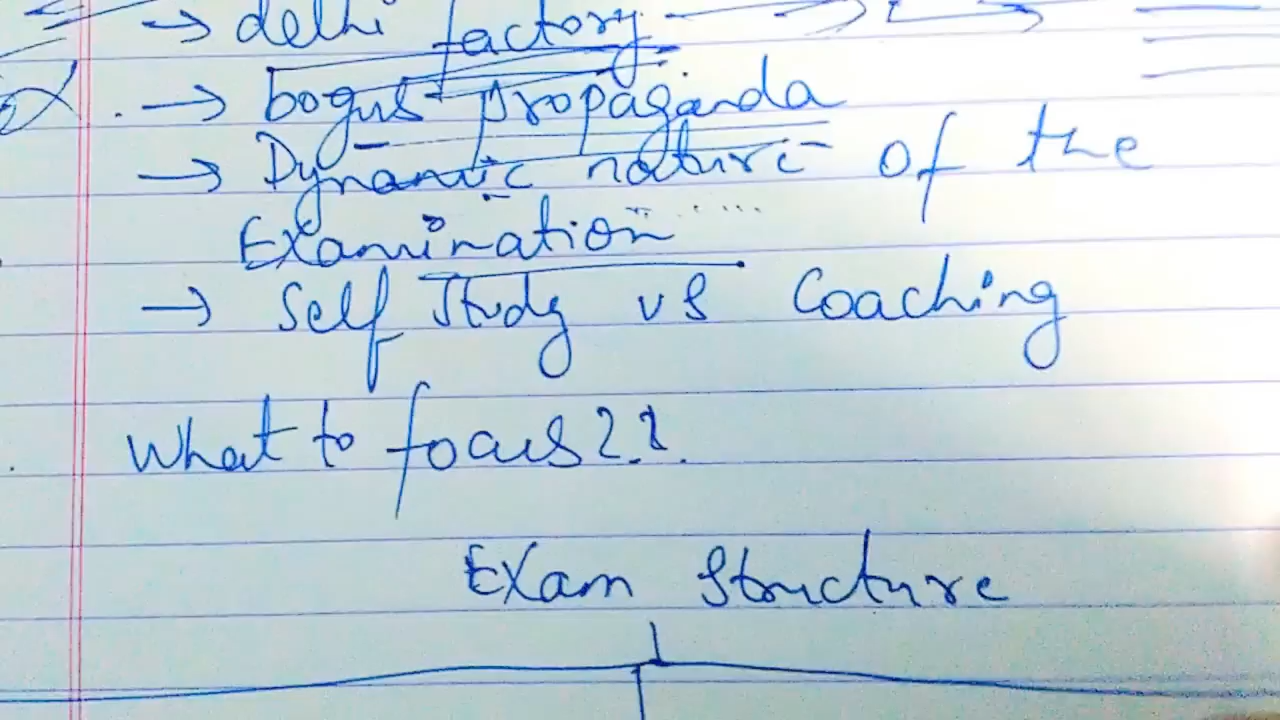 → delhi factory → →
. → bogus propaganda
→ Dynamic nature of the
Examination
→ Self Study vs Coaching
What to focus??.
Exam Structure